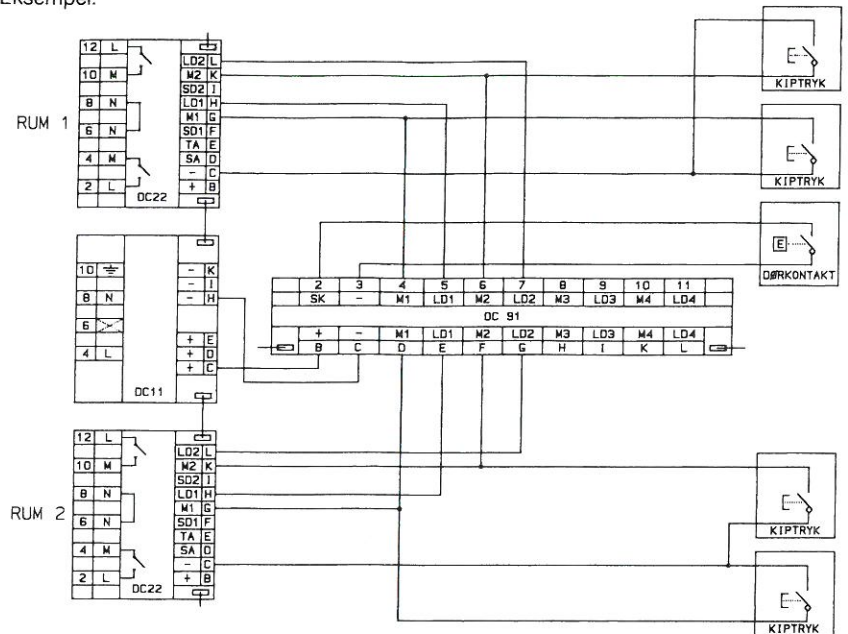 Eksempel:
RUM 1
12 L
10 M
8 N
6 N
4 M
2 L
DC22
LD2 L
M2 K
SD2 I
LD1 H
M1 G
SD1 F
TA E
SA D
- C
+ B
KIPTRYK
KIPTRYK
E
DØRKONTAKT
10
8 N
6
4 L
DC11
- K
- I
- H
+ E
+ D
+ C
2 3 4 5 6 7 8 9 10 11
SK - M1 LD1 M2 LD2 M3 LD3 M4 LD4
DC 91
+ - M1 LD1 M2 LD2 M3 LD3 M4 LD4
B C D E F G H I K L
RUM 2
12 L
10 M
8 N
6 N
4 M
2 L
DC22
LD2 L
M2 K
SD2 I
LD1 H
M1 G
SD1 F
TA E
SA D
- C
+ B
KIPTRYK
KIPTRYK